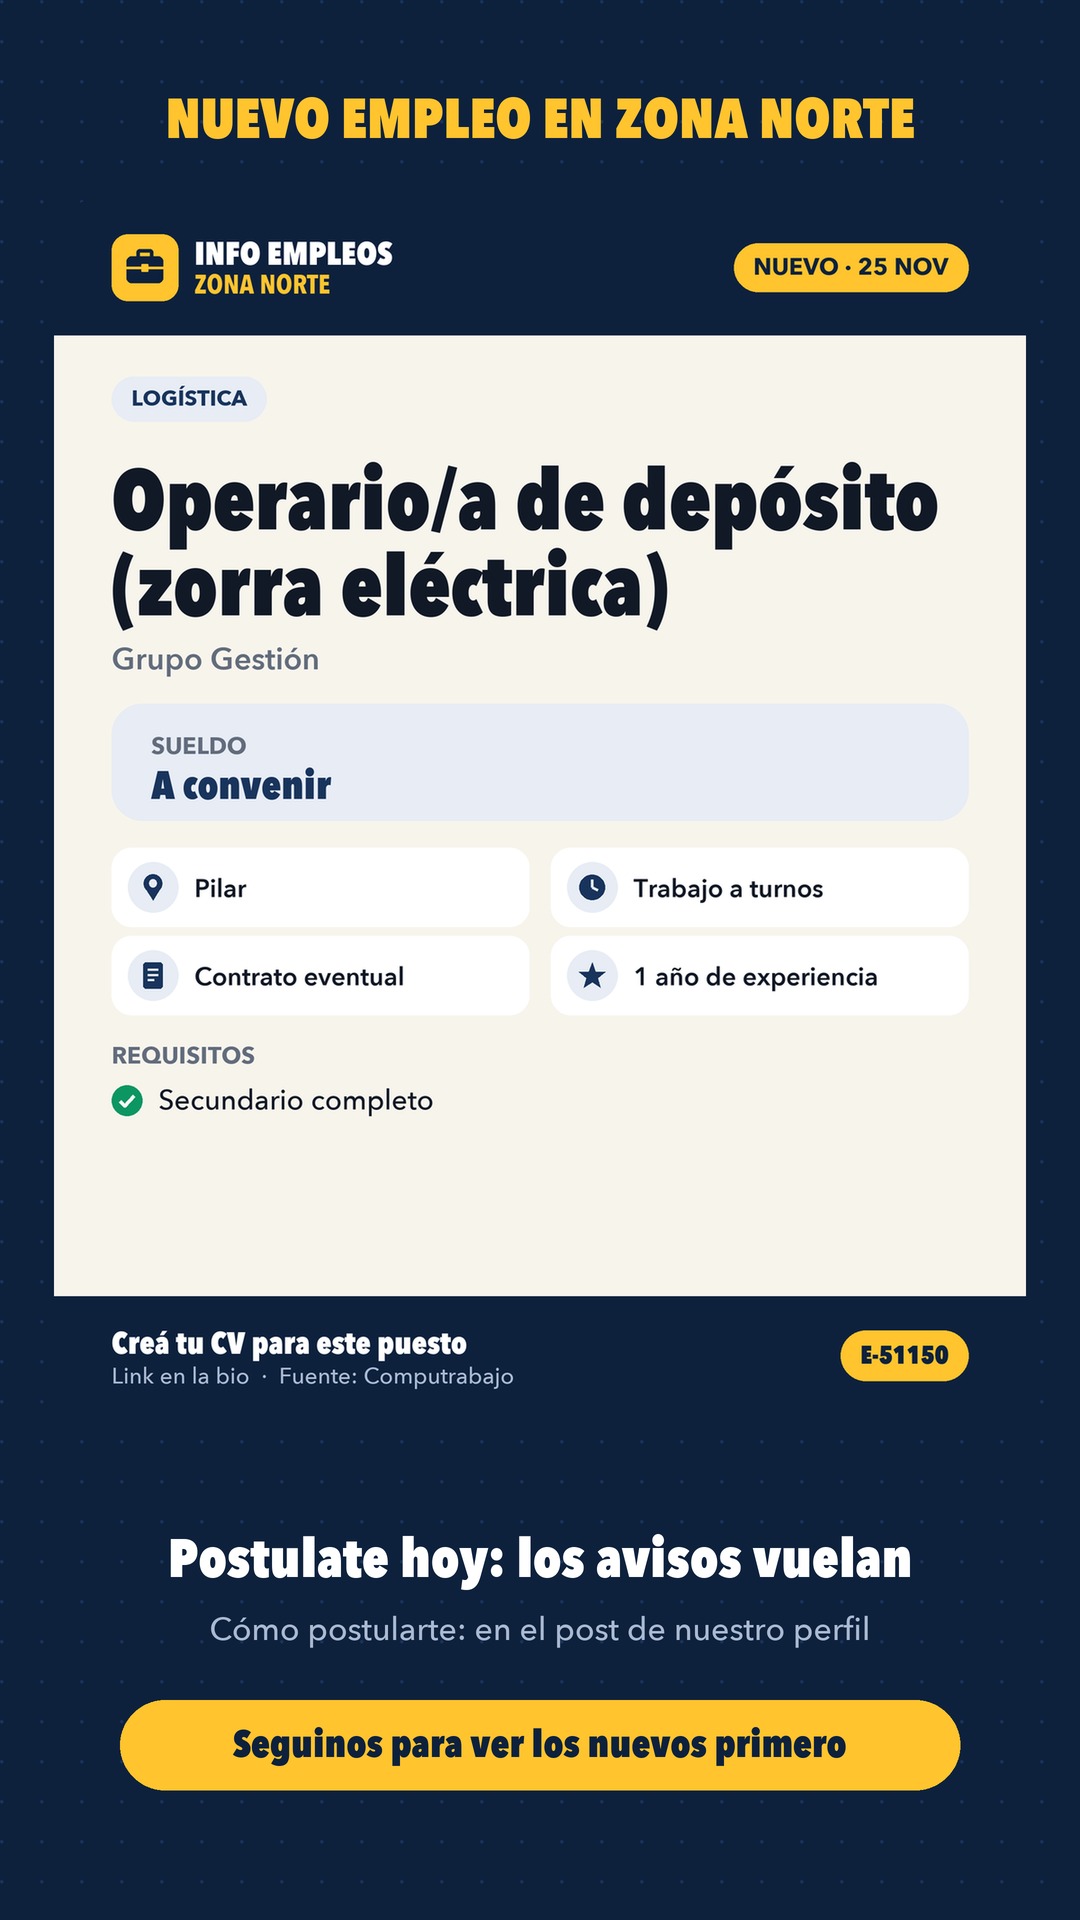 NUEVO EMPLEO EN ZONA NORTE
INFO EMPLEOS
ZONA NORTE
NUEVO · 25 NOV
LOGÍSTICA
Operario/a de depósito
(zorra eléctrica)
Grupo Gestión
SUELDO
A convenir
Pilar
Trabajo a turnos
Contrato eventual
1 año de experiencia
REQUISITOS
Secundario completo
Creá tu CV para este puesto
Link en la bio · Fuente: Computrabajo
E-51150
Postulate hoy: los avisos vuelan
Cómo postularte: en el post de nuestro perfil
Seguinos para ver los nuevos primero